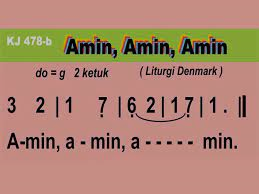 KJ 478-b
Amin, Amin, Amin
do = g 2 ketuk ( Liturgi Denmark )
3 2 | 1 7̣ | 6̣ 2 | 1 7̣ | 1 . ||
A-min, a - min, a - - - - - min.